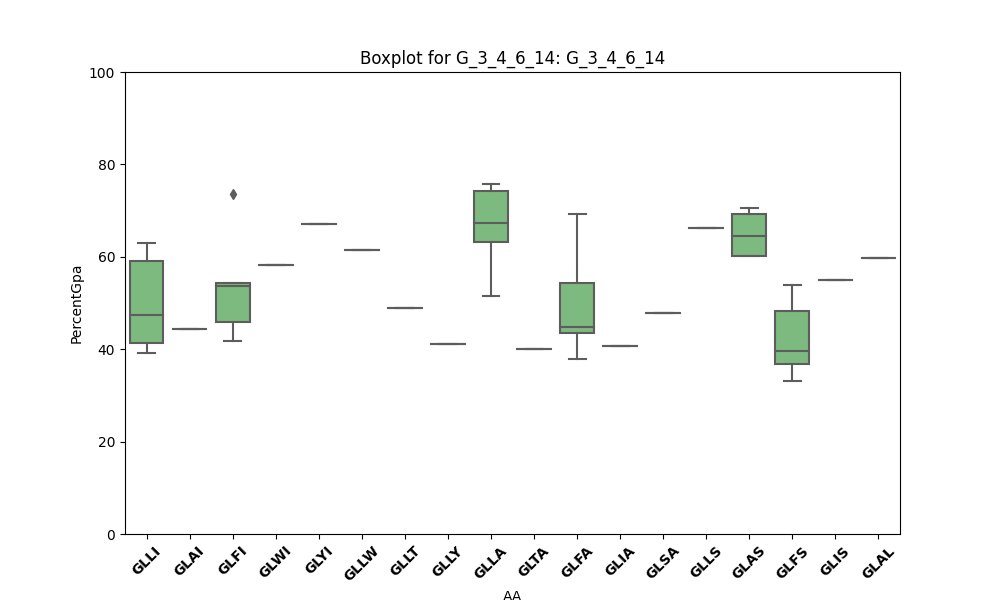 Boxplot for G_3_4_6_14: G_3_4_6_14
100
80
60
40
20
0
PercentGpa
GLLI GLAI GLFI GLWI GLYI GLLW GLLT GLLY GLLA GLTA GLFA GLIA GLSA GLLS GLAS GLFS GLIS GLAL
AA